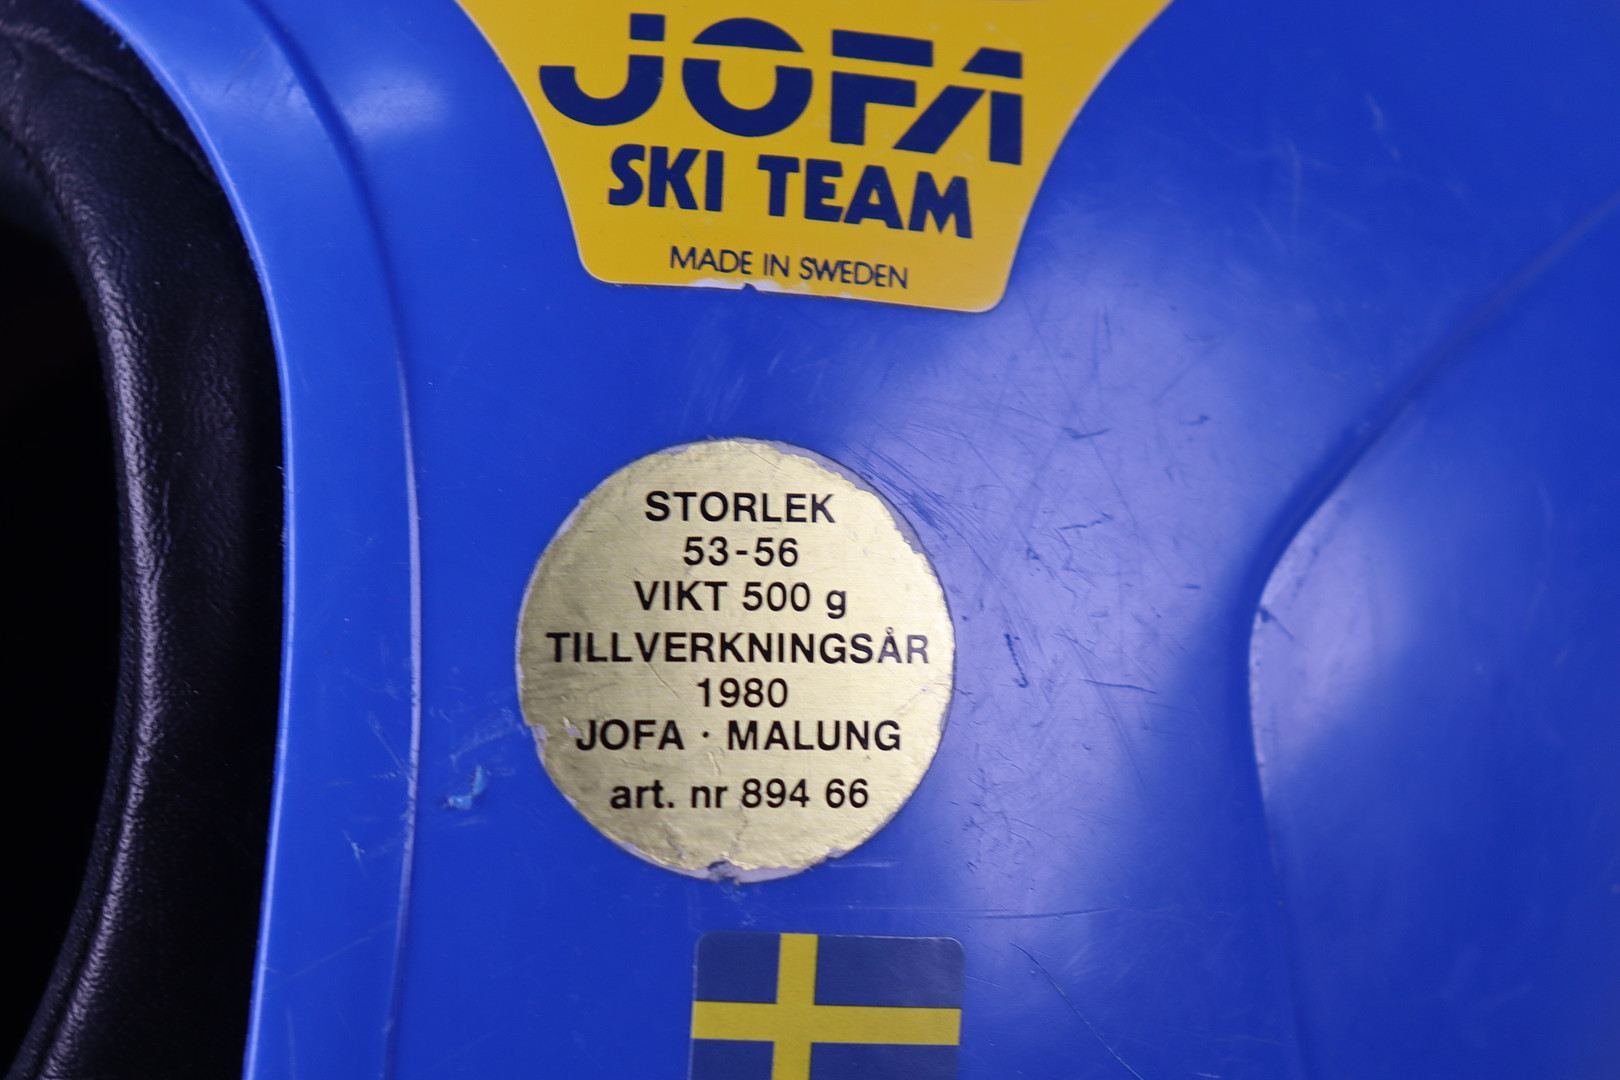 JOFA
SKI TEAM
MADE IN SWEDEN
STORLEK
53-56
VIKT 500 g
TILLVERKNINGSÅR
1980
JOFA · MALUNG
art. nr 894 66